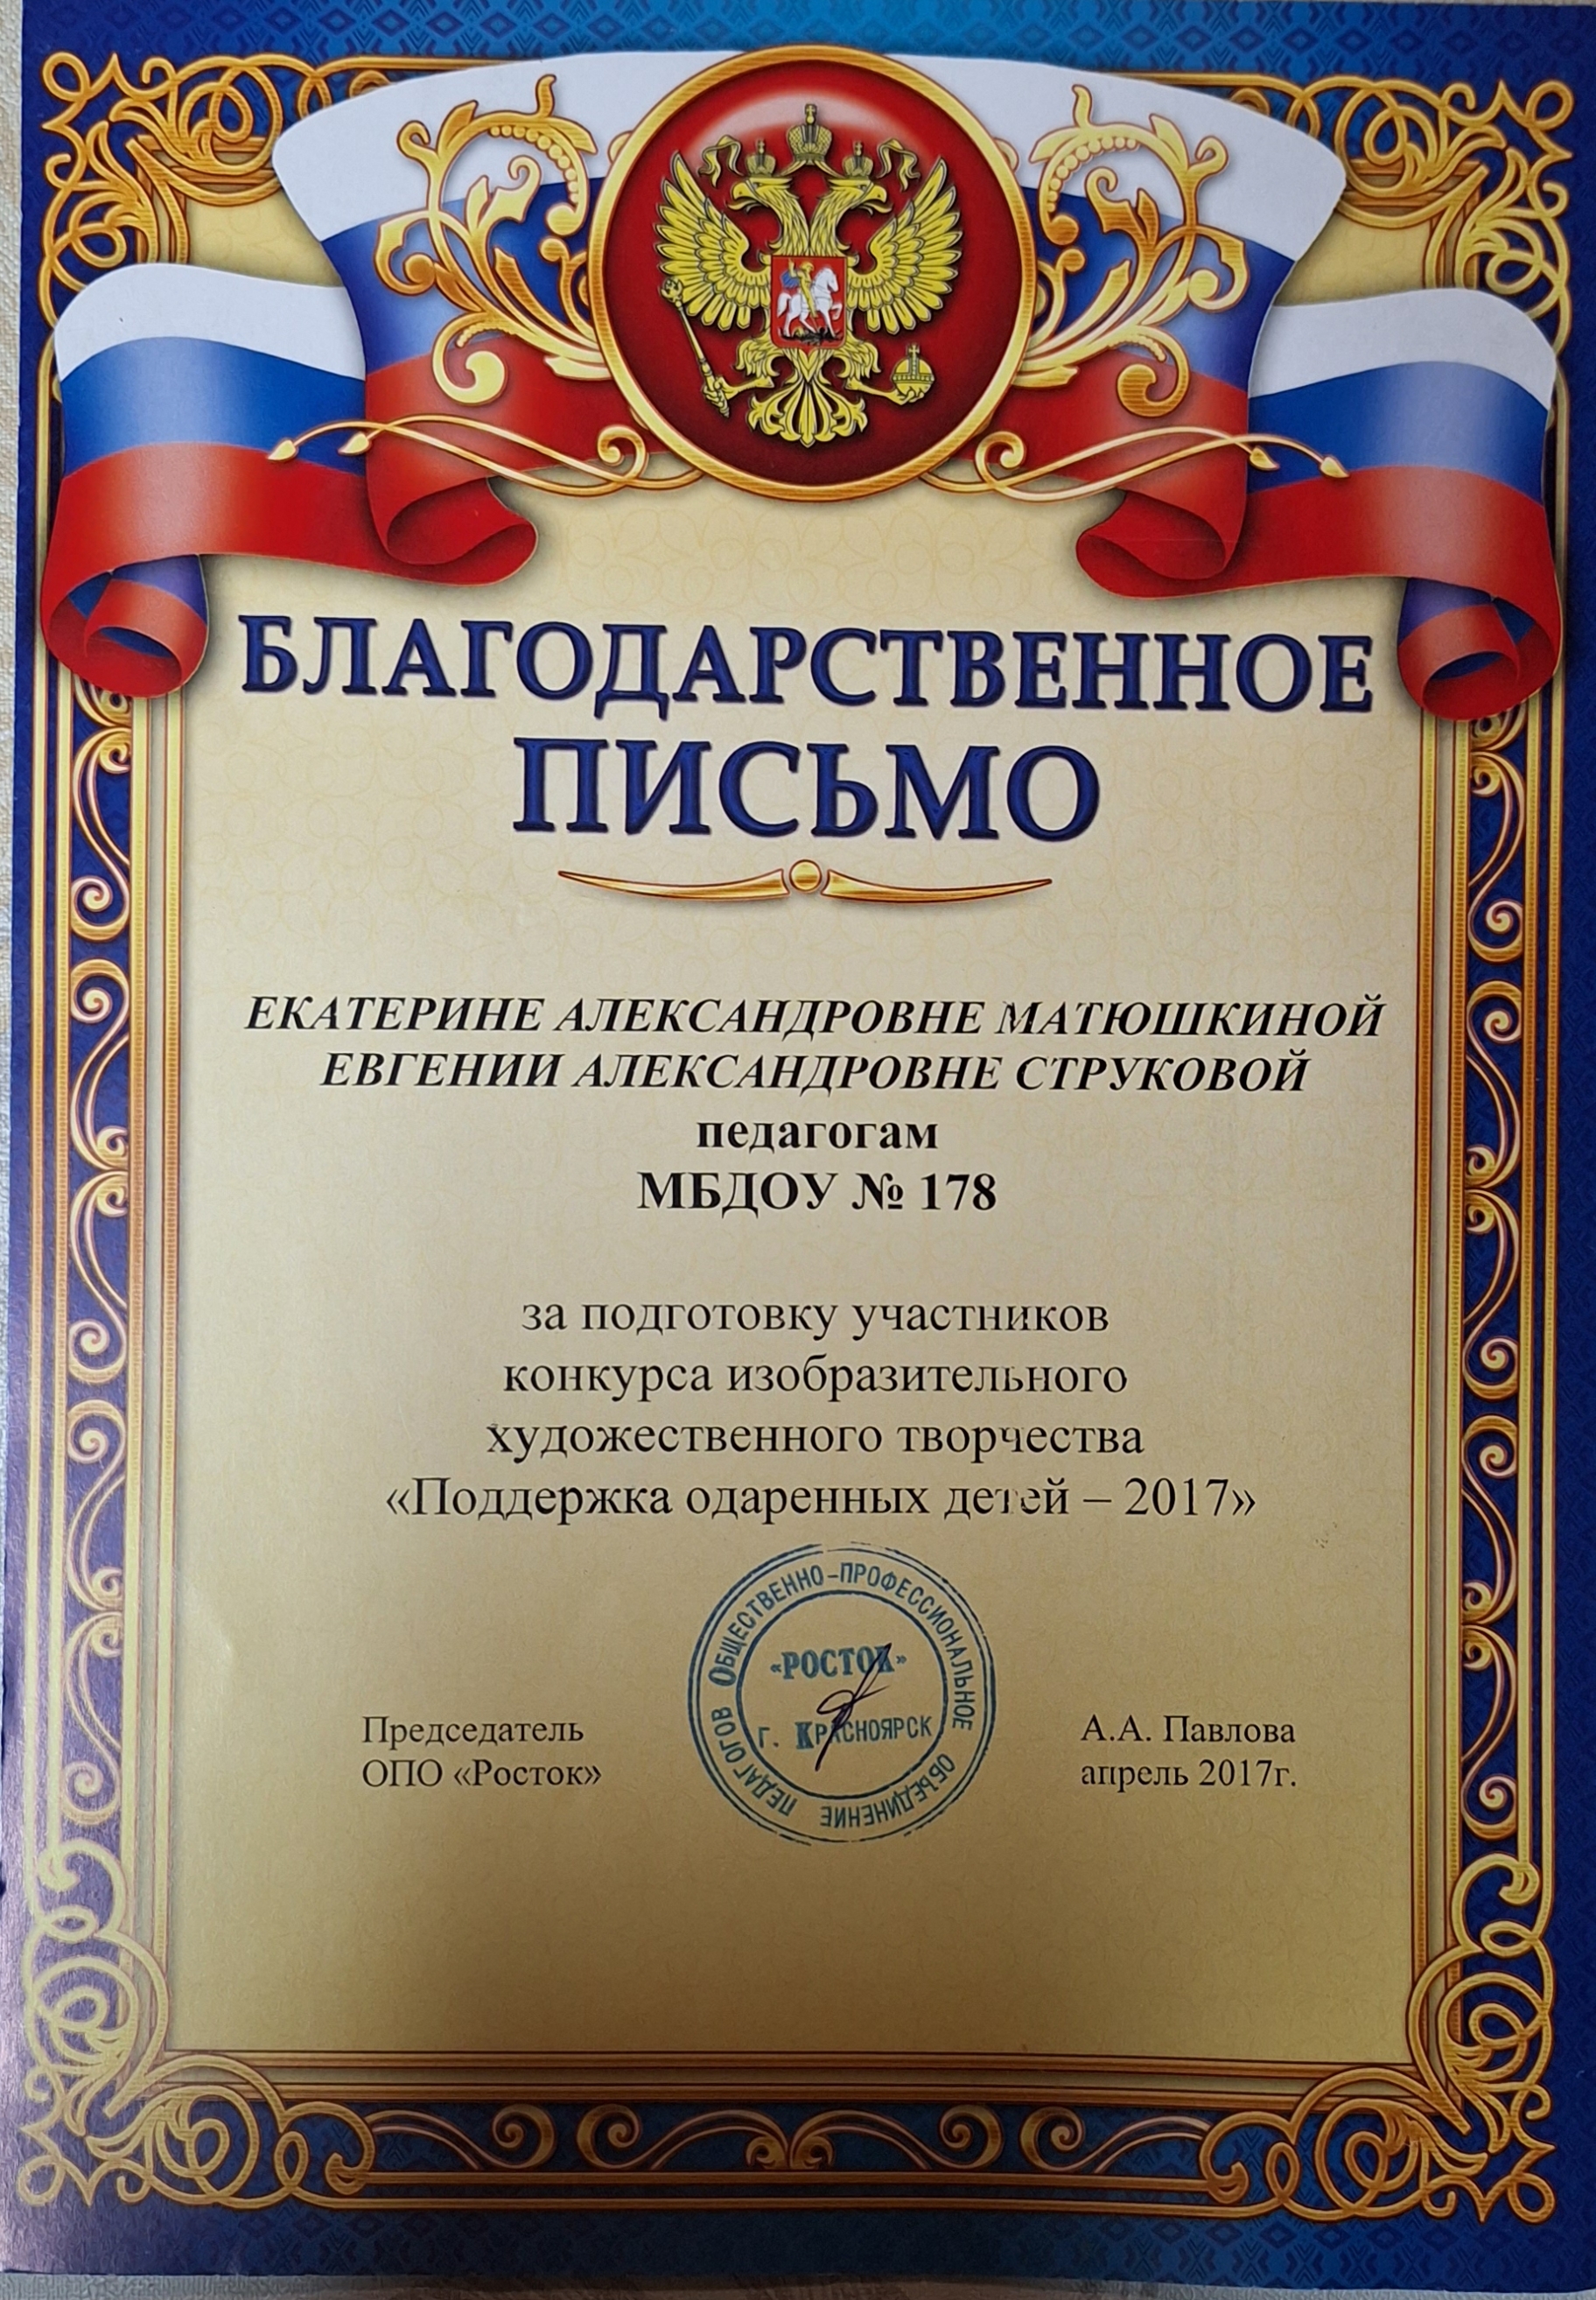 БЛАГОДАРСТВЕННОЕ
ПИСЬМО
ЕКАТЕРИНЕ АЛЕКСАНДРОВНЕ МАТЮШКИНОЙ
ЕВГЕНИИ АЛЕКСАНДРОВНЕ СТРУКОВОЙ
педагогам
МБДОУ № 178
за подготовку участников
конкурса изобразительного
художественного творчества
«Поддержка одаренных детей – 2017»
Председатель
ОПО «Росток»
ОБЩЕСТВЕННО-ПРОФЕССИОНАЛЬНОЕ ОБЪЕДИНЕНИЕ ПЕДАГОГОВ
«РОСТОК»
г. КРАСНОЯРСК
А.А. Павлова
апрель 2017г.